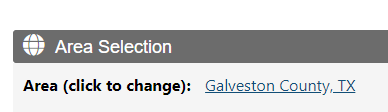 Area Selection
Area (click to change): Galveston County, TX